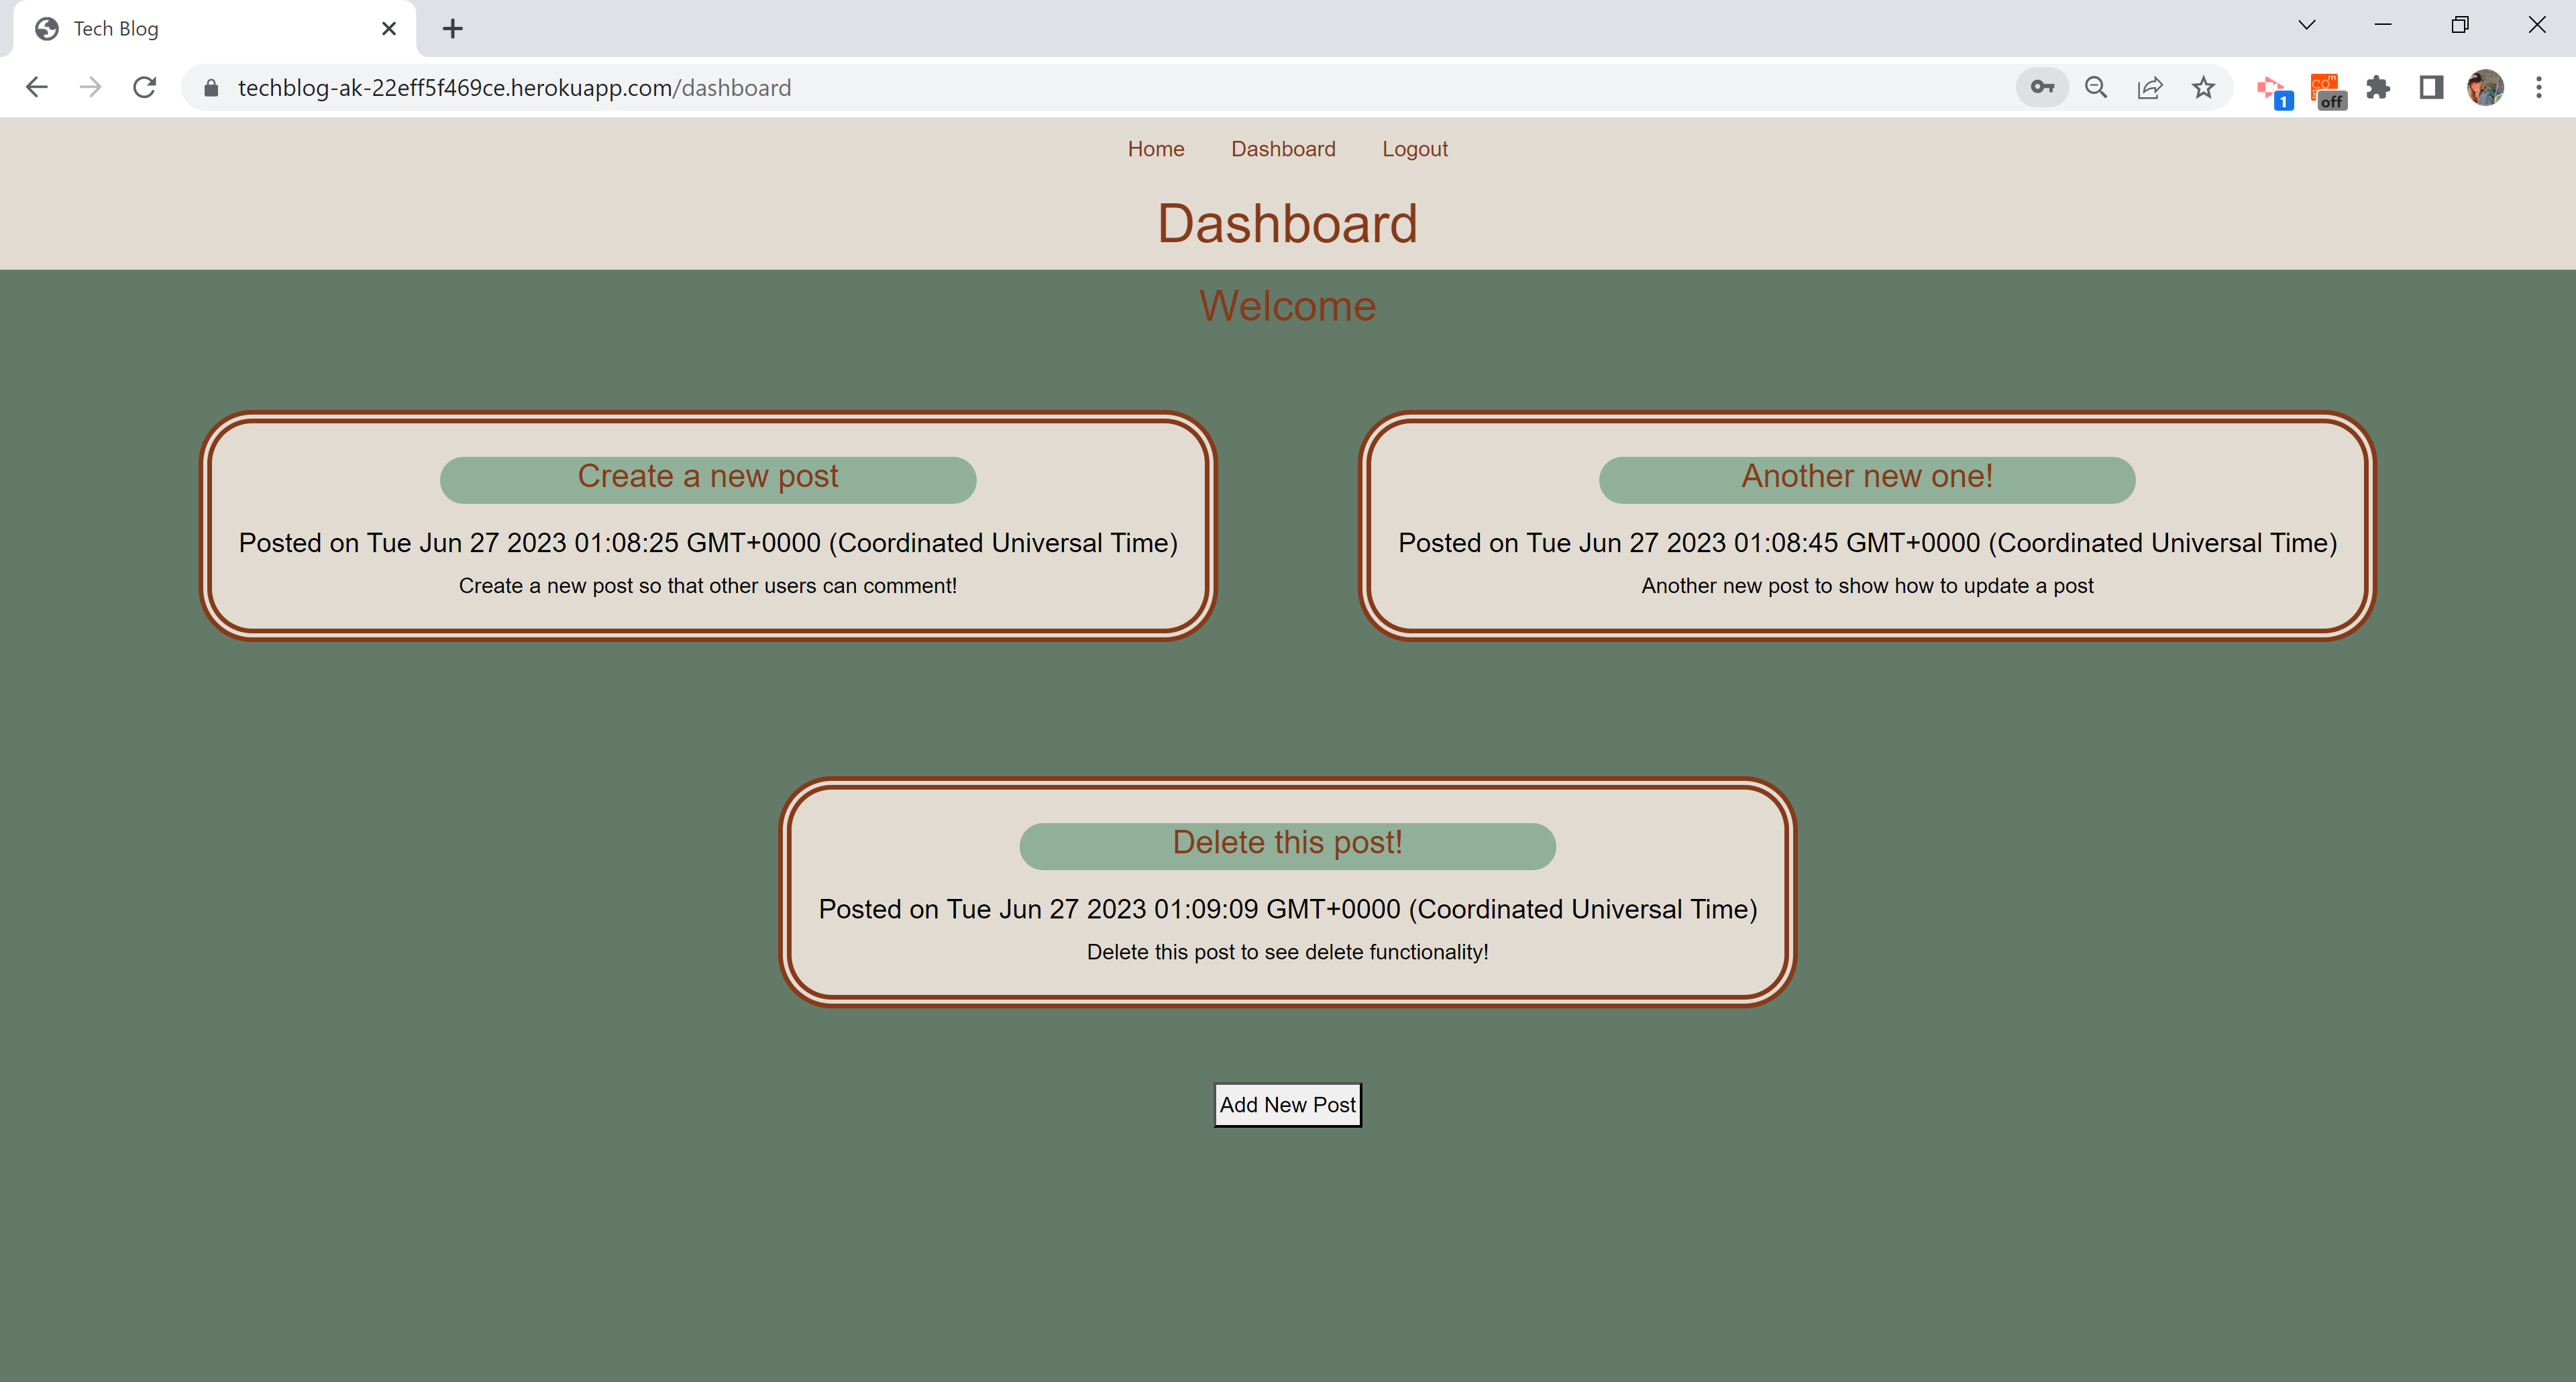 Tech Blog
techblog-ak-22eff5f469ce.herokuapp.com/dashboard
1
off
Home Dashboard Logout
Dashboard
Welcome
Create a new post
Posted on Tue Jun 27 2023 01:08:25 GMT+0000 (Coordinated Universal Time)
Create a new post so that other users can comment!
Another new one!
Posted on Tue Jun 27 2023 01:08:45 GMT+0000 (Coordinated Universal Time)
Another new post to show how to update a post
Delete this post!
Posted on Tue Jun 27 2023 01:09:09 GMT+0000 (Coordinated Universal Time)
Delete this post to see delete functionality!
Add New Post